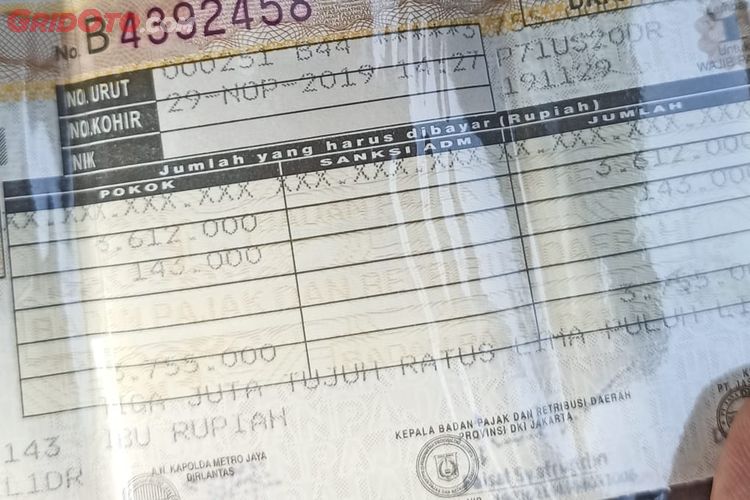 GRIDOTO.com
No. B 4392458
NO. URUT 000231 B44 *****3 P71US20DR
NO.KOHIR 29-NOP-2019 14:27 191129
NIK
Jumlah yang harus dibayar (Rupiah)
POKOK SANKSI ADM JUMLAH
XX.XXX.XXX.XXX XXX.XXX.XXX.XXX XXX.XXX.XXX.XXX
3.612.000 3.612.000
143.000 143.000
3.755.000 3.755.000
TIGA JUTA TUJUH RATUS LIMA PULUH LI
143 IBU RUPIAH
L1DR
A.N. KAPOLDA METRO JAYA
DIRLANTAS
KEPALA BADAN PAJAK DAN RETRIBUSI DAERAH
PROVINSI DKI JAKARTA